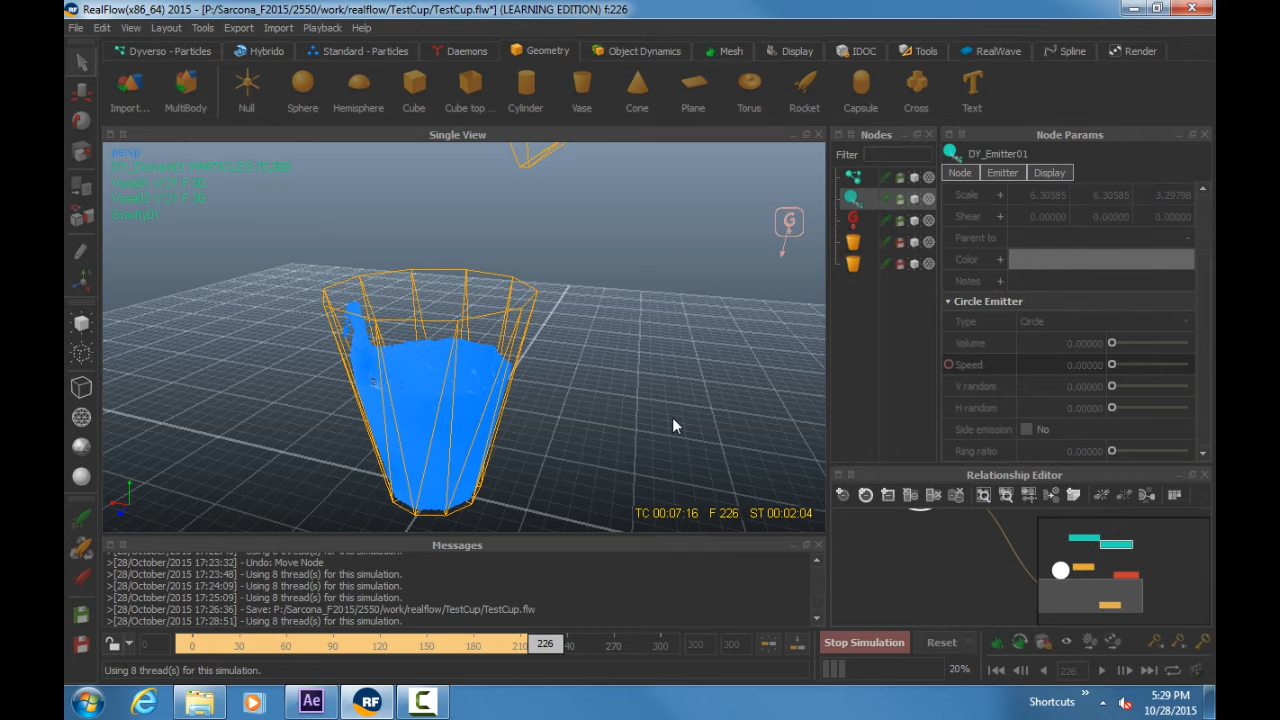 RealFlow(x86_64) 2015 - [P:/Sarcona_F2015/2550/work/realflow/TestCup/TestCup.flw*] (LEARNING EDITION) f:226
File Edit View Layout Tools Export Import Playback Help
Dyverso - Particles Hybrido Standard - Particles Daemons Geometry Object Dynamics Mesh Display IDOC Tools RealWave Spline Render
Import... MultiBody Null Sphere Hemisphere Cube Cube top ... Cylinder Vase Cone Plane Torus Rocket Capsule Cross Text
Single View
persp
Gravity01
G
TC 00:07:16 F 226 ST 00:02:04
Nodes
Filter
Node Params
DY_Emitter01
Node Emitter Display
Scale + 6.30585 6.30585 3.29798
Shear + 0.00000 0.00000 0.00000
Parent to -
Color +
Notes +
Circle Emitter
Type Circle
Volume 0.00000
Speed 0.00000
V random 0.00000
H random 0.00000
Side emission No
Ring ratio 0.00000
Relationship Editor
Messages
>[28/October/2015 17:23:32] - Undo: Move Node
>[28/October/2015 17:23:48] - Using 8 thread(s) for this simulation.
>[28/October/2015 17:24:09] - Using 8 thread(s) for this simulation.
>[28/October/2015 17:25:09] - Using 8 thread(s) for this simulation.
>[28/October/2015 17:26:36] - Save: P:/Sarcona_F2015/2550/work/realflow/TestCup/TestCup.flw
>[28/October/2015 17:28:51] - Using 8 thread(s) for this simulation.
0 0 30 60 90 120 150 180 210 226 40 270 300 300 300
Stop Simulation Reset
Using 8 thread(s) for this simulation.
20%
226
Ae RF C
Shortcuts »
5:29 PM
10/28/2015